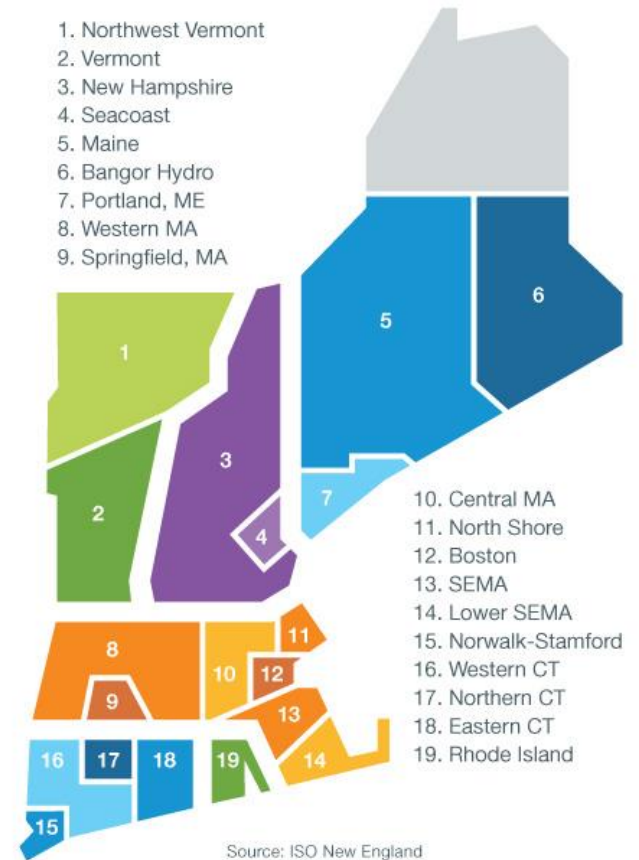 1. Northwest Vermont
2. Vermont
3. New Hampshire
4. Seacoast
5. Maine
6. Bangor Hydro
7. Portland, ME
8. Western MA
9. Springfield, MA
1
2
3
4
5
6
7
10. Central MA
11. North Shore
12. Boston
13. SEMA
14. Lower SEMA
15. Norwalk-Stamford
16. Western CT
17. Northern CT
18. Eastern CT
19. Rhode Island
8
9
10
11
12
13
14
15
16
17
18
19
Source: ISO New England